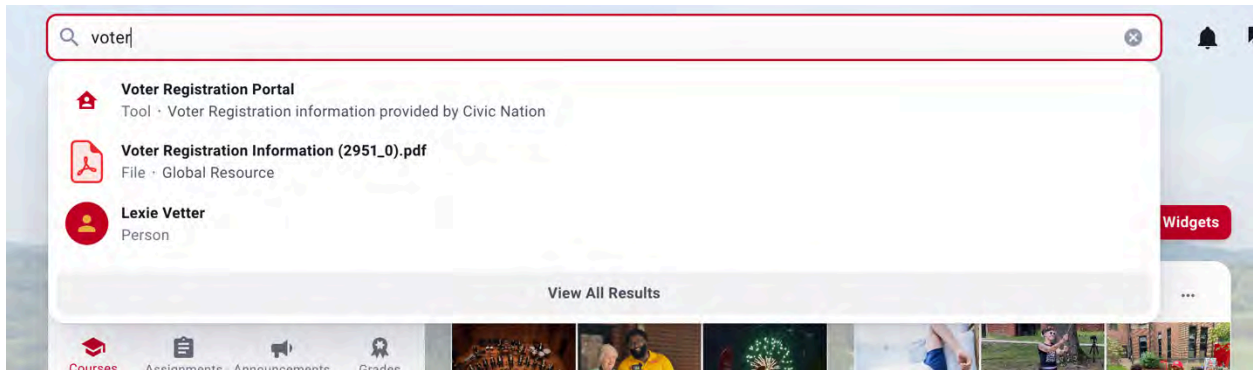 voter
Voter Registration Portal
Tool · Voter Registration information provided by Civic Nation
Voter Registration Information (2951_0).pdf
File · Global Resource
Lexie Vetter
Person
Widgets
View All Results
Courses Assignments Announcements Grades